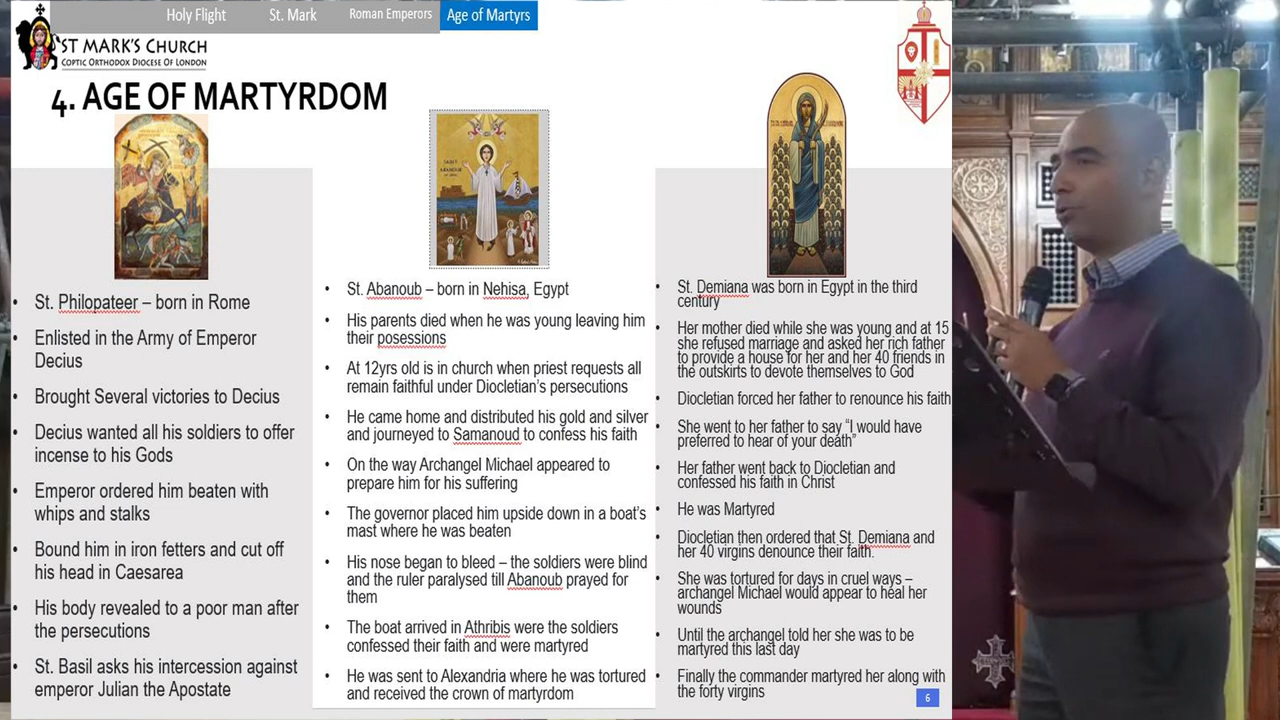 Holy Flight
St. Mark
Roman Emperors
Age of Martyrs
ST MARK'S CHURCH
COPTIC ORTHODOX DIOCESE OF LONDON
4. AGE OF MARTYRDOM
• St. Philopateer – born in Rome
• Enlisted in the Army of Emperor
Decius
• Brought Several victories to Decius
• Decius wanted all his soldiers to offer
incense to his Gods
• Emperor ordered him beaten with
whips and stalks
• Bound him in iron fetters and cut off
his head in Caesarea
• His body revealed to a poor man after
the persecutions
• St. Basil asks his intercession against
emperor Julian the Apostate
SAINT
ABANOUB
• St. Abanoub – born in Nehisa, Egypt
• His parents died when he was young leaving him
their posessions
• At 12yrs old is in church when priest requests all
remain faithful under Diocletian's persecutions
• He came home and distributed his gold and silver
and journeyed to Samanoud to confess his faith
• On the way Archangel Michael appeared to
prepare him for his suffering
• The governor placed him upside down in a boat's
mast where he was beaten
• His nose began to bleed – the soldiers were blind
and the ruler paralysed till Abanoub prayed for
them
• The boat arrived in Athribis were the soldiers
confessed their faith and were martyred
• He was sent to Alexandria where he was tortured
and received the crown of martyrdom
• St. Demiana was born in Egypt in the third
century
• Her mother died while she was young and at 15
she refused marriage and asked her rich father
to provide a house for her and her 40 friends in
the outskirts to devote themselves to God
• Diocletian forced her father to renounce his faith
• She went to her father to say “I would have
preferred to hear of your death”
• Her father went back to Diocletian and
confessed his faith in Christ
• He was Martyred
• Diocletian then ordered that St. Demiana and
her 40 virgins denounce their faith.
• She was tortured for days in cruel ways –
archangel Michael would appear to heal her
wounds
• Until the archangel told her she was to be
martyred this last day
• Finally the commander martyred her along with
the forty virgins
6